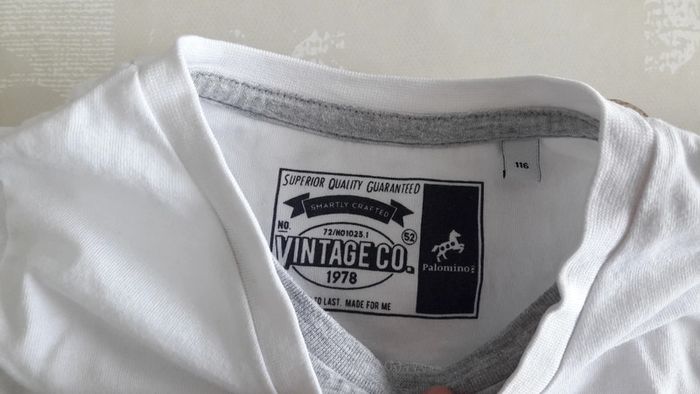 SUPERIOR QUALITY GUARANTEED
SMARTLY CRAFTED
NO.
72/NO1025.1
52
VINTAGE CO.
1978
TO LAST. MADE FOR ME
Palomino
116